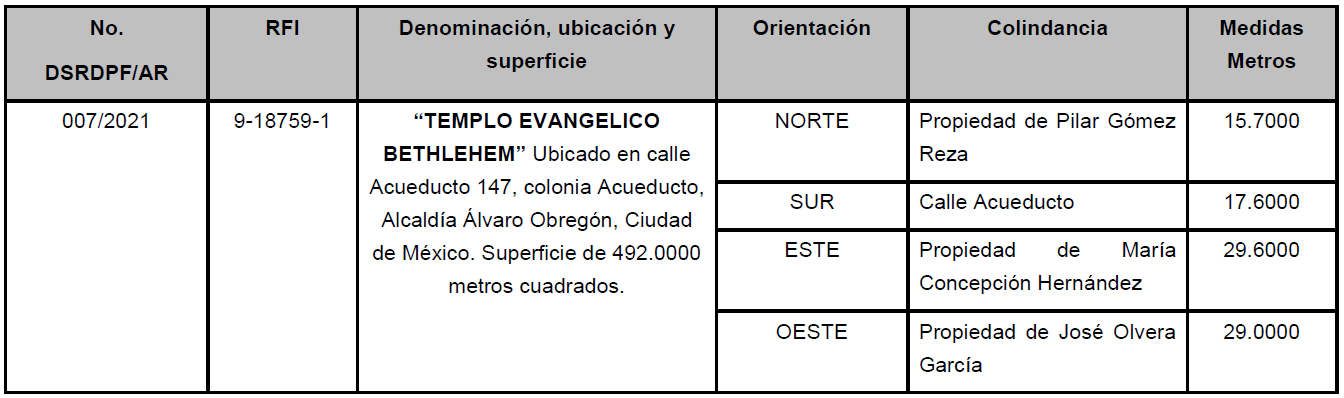 No.
DSRDPF/AR
RFI
Denominación, ubicación y
superficie
Orientación
Colindancia
Medidas
Metros
007/2021
9-18759-1
“TEMPLO EVANGELICO
BETHLEHEM” Ubicado en calle
Acueducto 147, colonia Acueducto,
Alcaldía Álvaro Obregón, Ciudad
de México. Superficie de 492.0000
metros cuadrados.
NORTE
Propiedad de Pilar Gómez
Reza
15.7000
SUR
Calle Acueducto
17.6000
ESTE
Propiedad de María
Concepción Hernández
29.6000
OESTE
Propiedad de José Olvera
García
29.0000